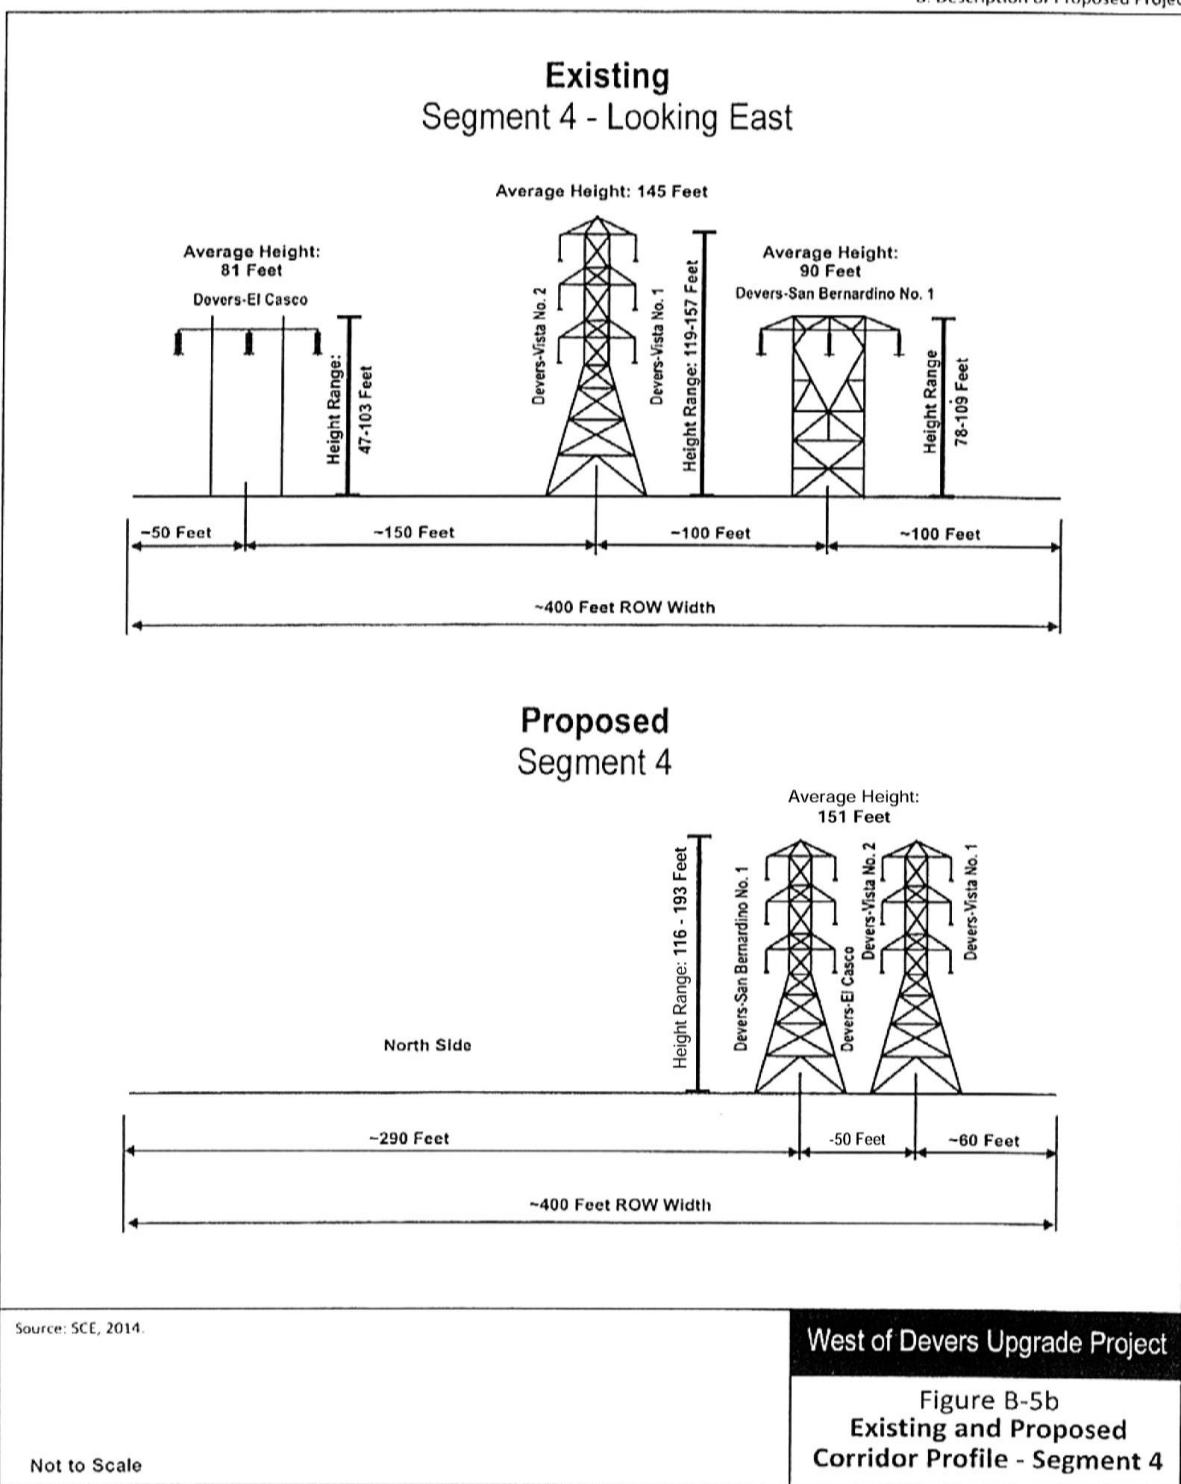 B. Description of Proposed Projec
Existing
Segment 4 - Looking East
Average Height: 145 Feet
Average Height:
81 Feet
Devers-El Casco
Average Height:
90 Feet
Devers-San Bernardino No. 1
Height Range:
47-103 Feet
Devers-Vista No. 2
Devers-Vista No. 1
Height Range: 119-157 Feet
Height Range
78-109 Feet
~50 Feet
~150 Feet
~100 Feet
~100 Feet
~400 Feet ROW Width
Proposed
Segment 4
Average Height:
151 Feet
Height Range: 116 - 193 Feet
Devers-San Bernardino No. 1
Devers-El Casco
Devers-Vista No. 2
Devers-Vista No. 1
North Side
~290 Feet
-50 Feet
~60 Feet
~400 Feet ROW Width
Source: SCE, 2014.
Not to Scale
West of Devers Upgrade Project
Figure B-5b
Existing and Proposed
Corridor Profile - Segment 4